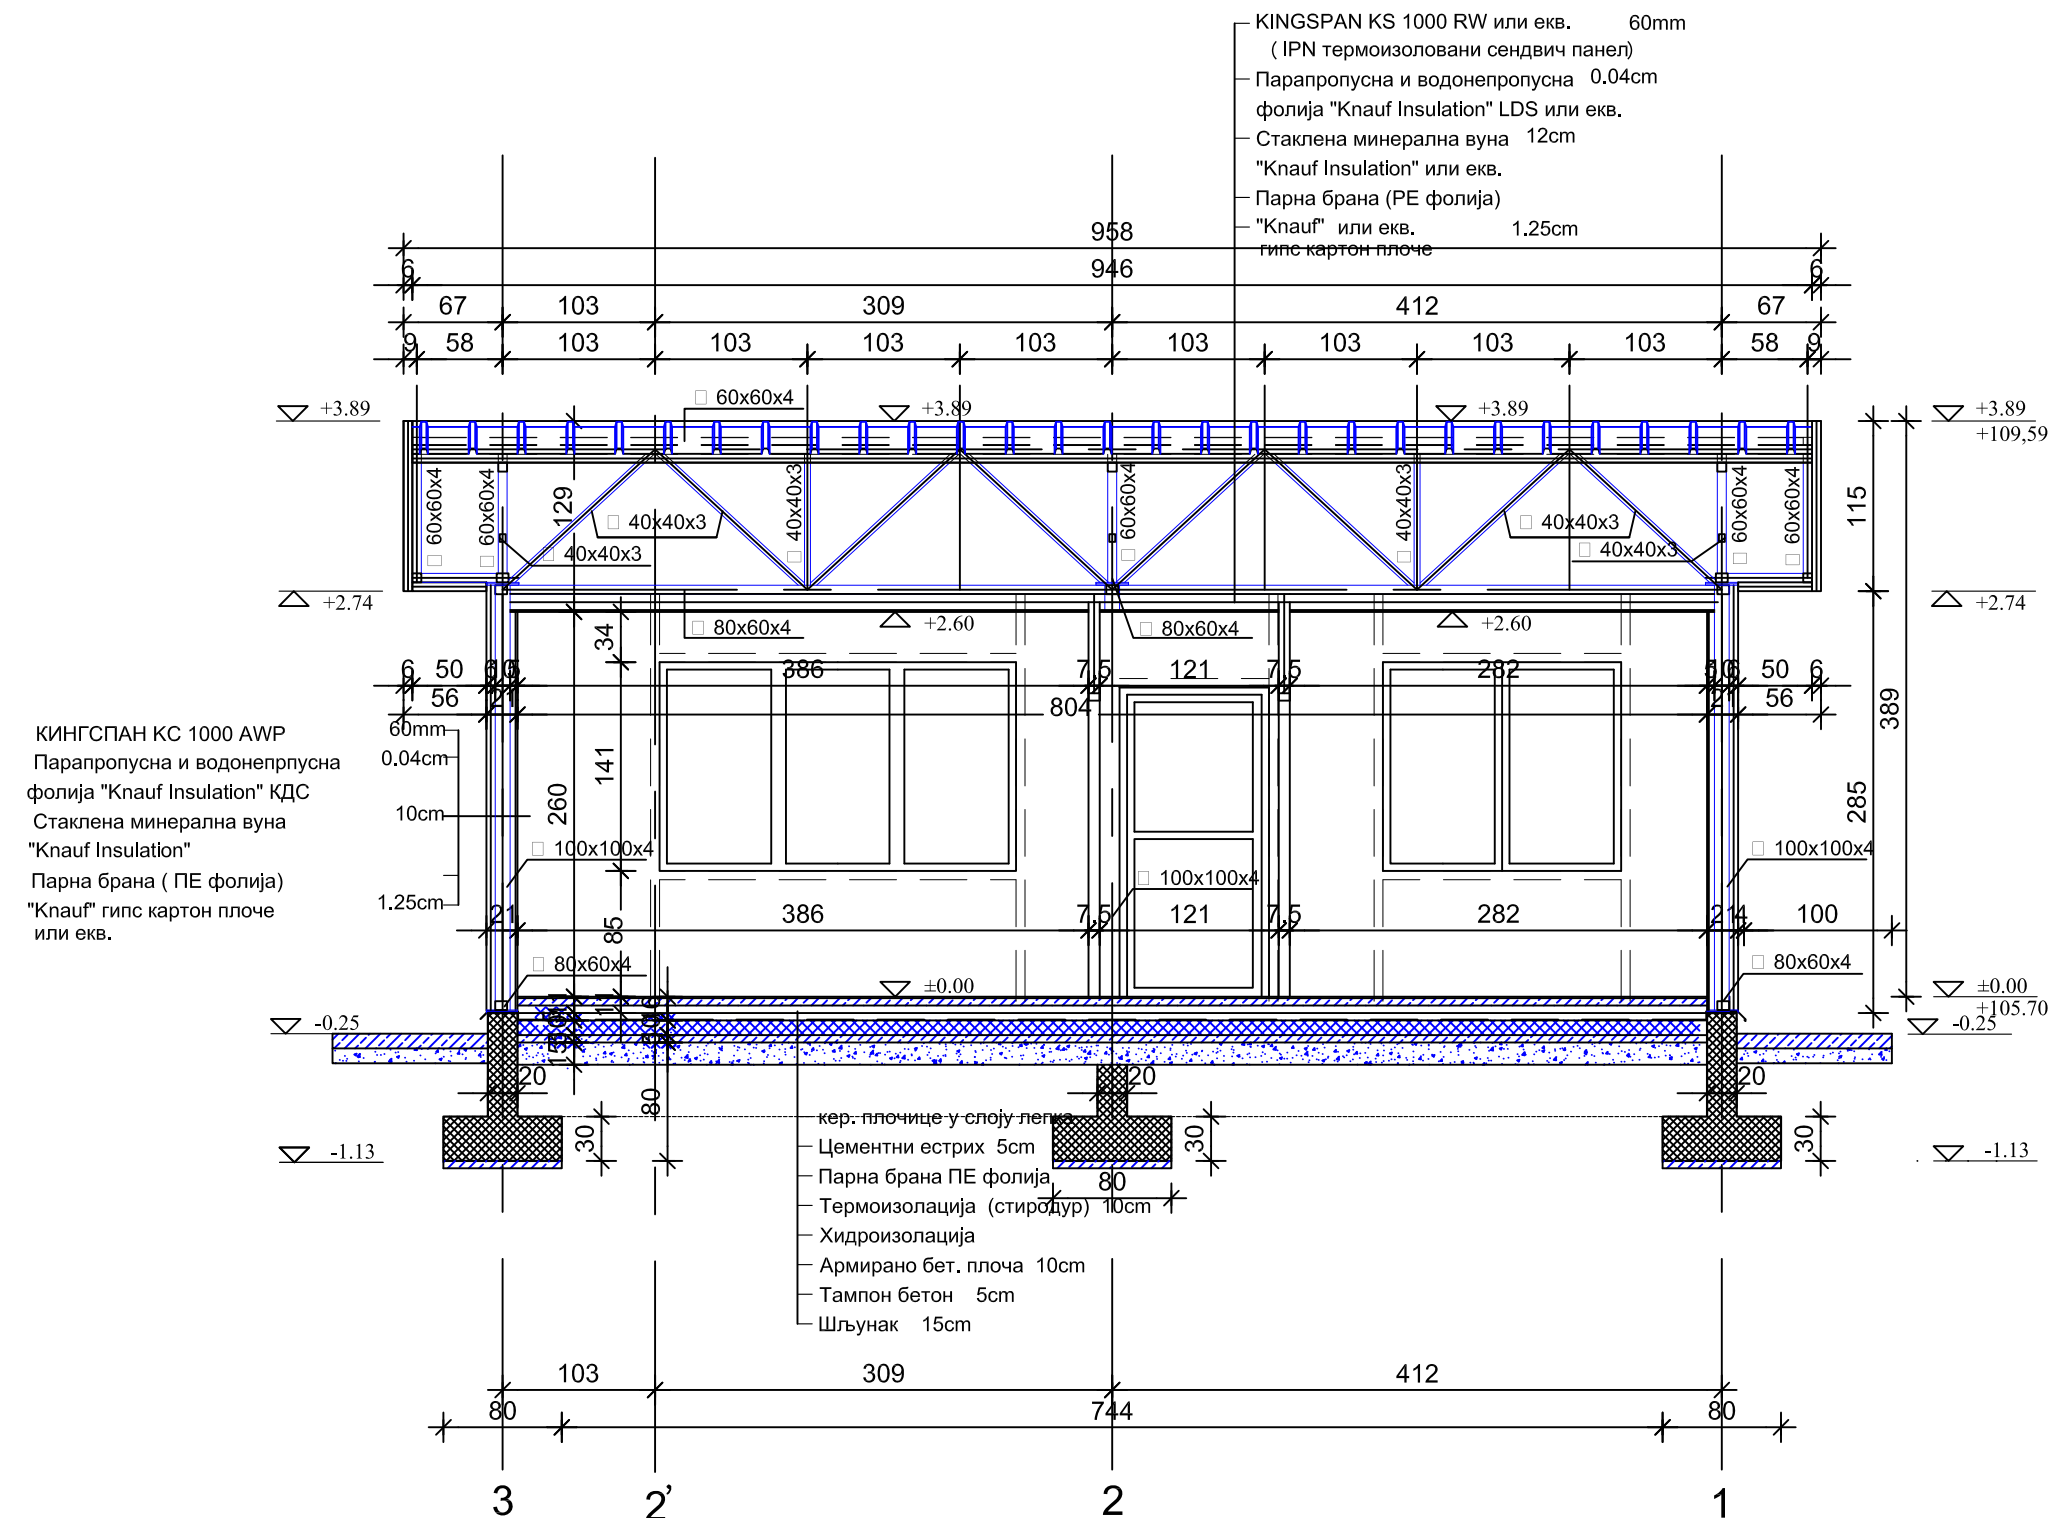 KINGSPAN KS 1000 RW или екв. 60mm
( IPN термоизоловани сендвич панел)
Парапропусна и водонепропусна 0.04cm
фолија "Knauf Insulation" LDS или екв.
Стаклена минерална вуна 12cm
"Knauf Insulation" или екв.
Парна брана (PE фолија)
"Knauf" или екв. 1.25cm
гипс картон плоче
958
6 946 6
67 103 309 412 67
9 58 103 103 103 103 103 103 103 103 58 9
60x60x4
+3.89 +3.89 +3.89 +3.89
+109,59
60x60x4 60x60x4 129 40x40x3 60x60x4 40x40x3 60x60x4 60x60x4 115
40x40x3 40x40x3
40x40x3 40x40x3
+2.74 +2.74
80x60x4 +2.60 80x60x4 +2.60
34
6 50 386 7,5 121 7,5 282 50 6
56 21 804 56
389
КИНГСПАН КС 1000 AWP 60mm
Парапропусна и водонепрпусна 0.04cm
фолија "Knauf Insulation" КДС
10cm
Стаклена минерална вуна
"Knauf Insulation"
Парна брана ( ПЕ фолија)
"Knauf" гипс картон плоче 1.25cm
или екв.
141 260 285
100x100x4 100x100x4
100x100x4
21 386 7,5 121 7,5 282 21 4 100
85
80x60x4 80x60x4
±0.00 ±0.00
+105.70
-0.25 -0.25
20 20 20
80
30 30 30
-1.13 -1.13
80
кер. плочице у слоју лепка
Цементни естрих 5cm
Парна брана ПЕ фолија
Термоизолација (стиродур) 10cm
Хидроизолација
Армирано бет. плоча 10cm
Тампон бетон 5cm
Шљунак 15cm
103 309 412
80 744 80
3 2' 2 1